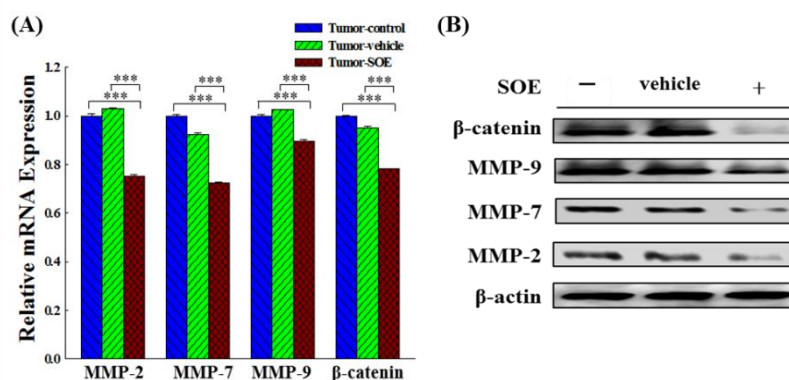 (A)
Tumor-control
Tumor-vehicle
Tumor-SOE
Relative mRNA Expression
1.2
1.0
0.8
0.6
0.4
0.2
0.0
*** ***
*** ***
*** ***
*** ***
MMP-2 MMP-7 MMP-9 β-catenin
(B)
SOE − vehicle +
β-catenin
MMP-9
MMP-7
MMP-2
β-actin